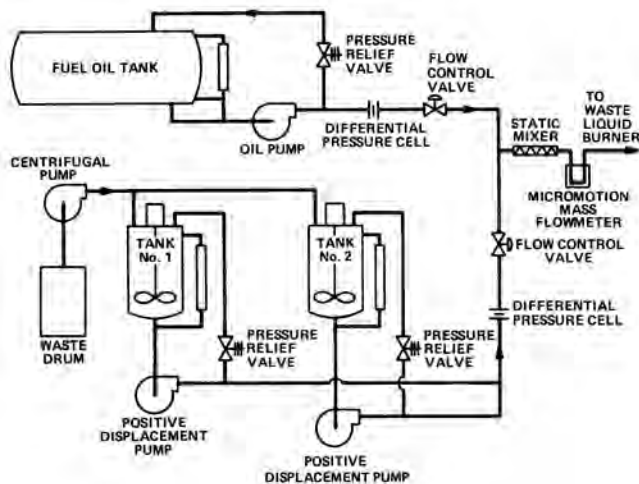 FUEL OIL TANK
PRESSURE
RELIEF
VALVE
FLOW
CONTROL
VALVE
OIL PUMP
DIFFERENTIAL
PRESSURE CELL
STATIC
MIXER
TO
WASTE
LIQUID
BURNER
MICROMOTION
MASS
FLOWMETER
CENTRIFUGAL
PUMP
TANK
No. 1
TANK
No. 2
FLOW CONTROL
VALVE
WASTE
DRUM
PRESSURE
RELIEF
VALVE
PRESSURE
RELIEF
VALVE
DIFFERENTIAL
PRESSURE CELL
POSITIVE
DISPLACEMENT PUMP
POSITIVE
DISPLACEMENT PUMP